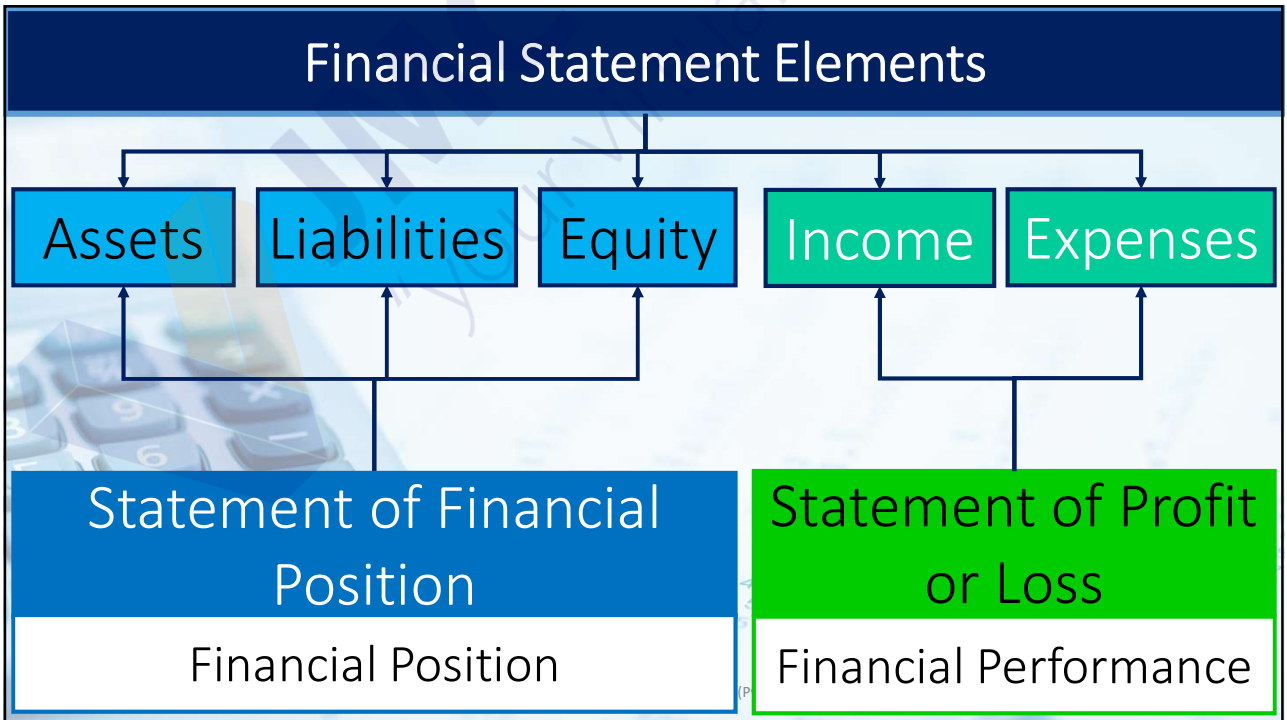 Financial Statement Elements
Assets
Liabilities
Equity
Income
Expenses
Statement of Financial
Position
Financial Position
Statement of Profit
or Loss
Financial Performance